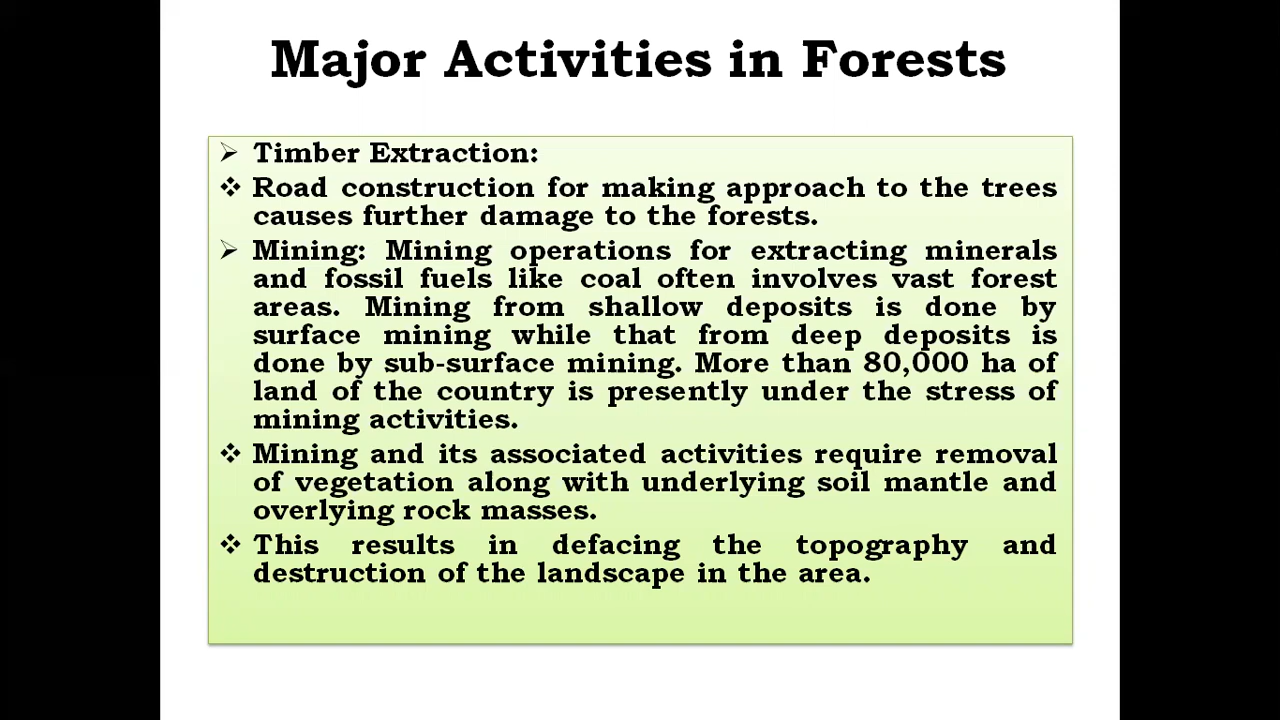 Major Activities in Forests
➢ Timber Extraction:
❖ Road construction for making approach to the trees
causes further damage to the forests.
➢ Mining: Mining operations for extracting minerals
and fossil fuels like coal often involves vast forest
areas. Mining from shallow deposits is done by
surface mining while that from deep deposits is
done by sub-surface mining. More than 80,000 ha of
land of the country is presently under the stress of
mining activities.
❖ Mining and its associated activities require removal
of vegetation along with underlying soil mantle and
overlying rock masses.
❖ This results in defacing the topography and
destruction of the landscape in the area.